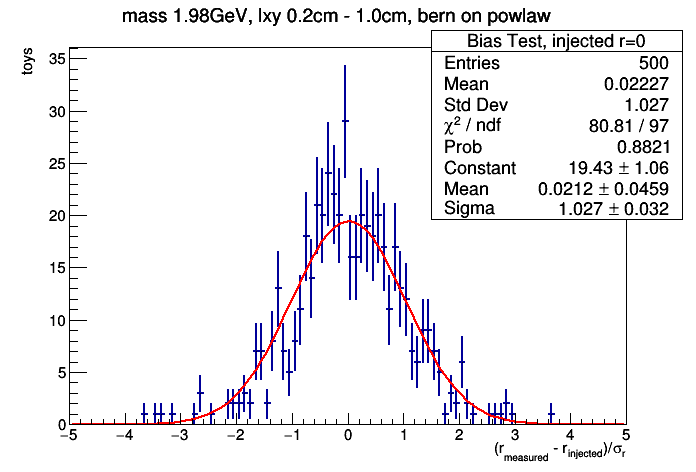 mass 1.98GeV, lxy 0.2cm - 1.0cm, bern on powlaw
Bias Test, injected r=0
Entries 500
Mean 0.02227
Std Dev 1.027
χ² / ndf 80.81 / 97
Prob 0.8821
Constant 19.43 ± 1.06
Mean 0.0212 ± 0.0459
Sigma 1.027 ± 0.032
toys
35
30
25
20
15
10
5
0
−5 −4 −3 −2 −1 0 1 2 3 4 5
(r_measured - r_injected)/σ_r